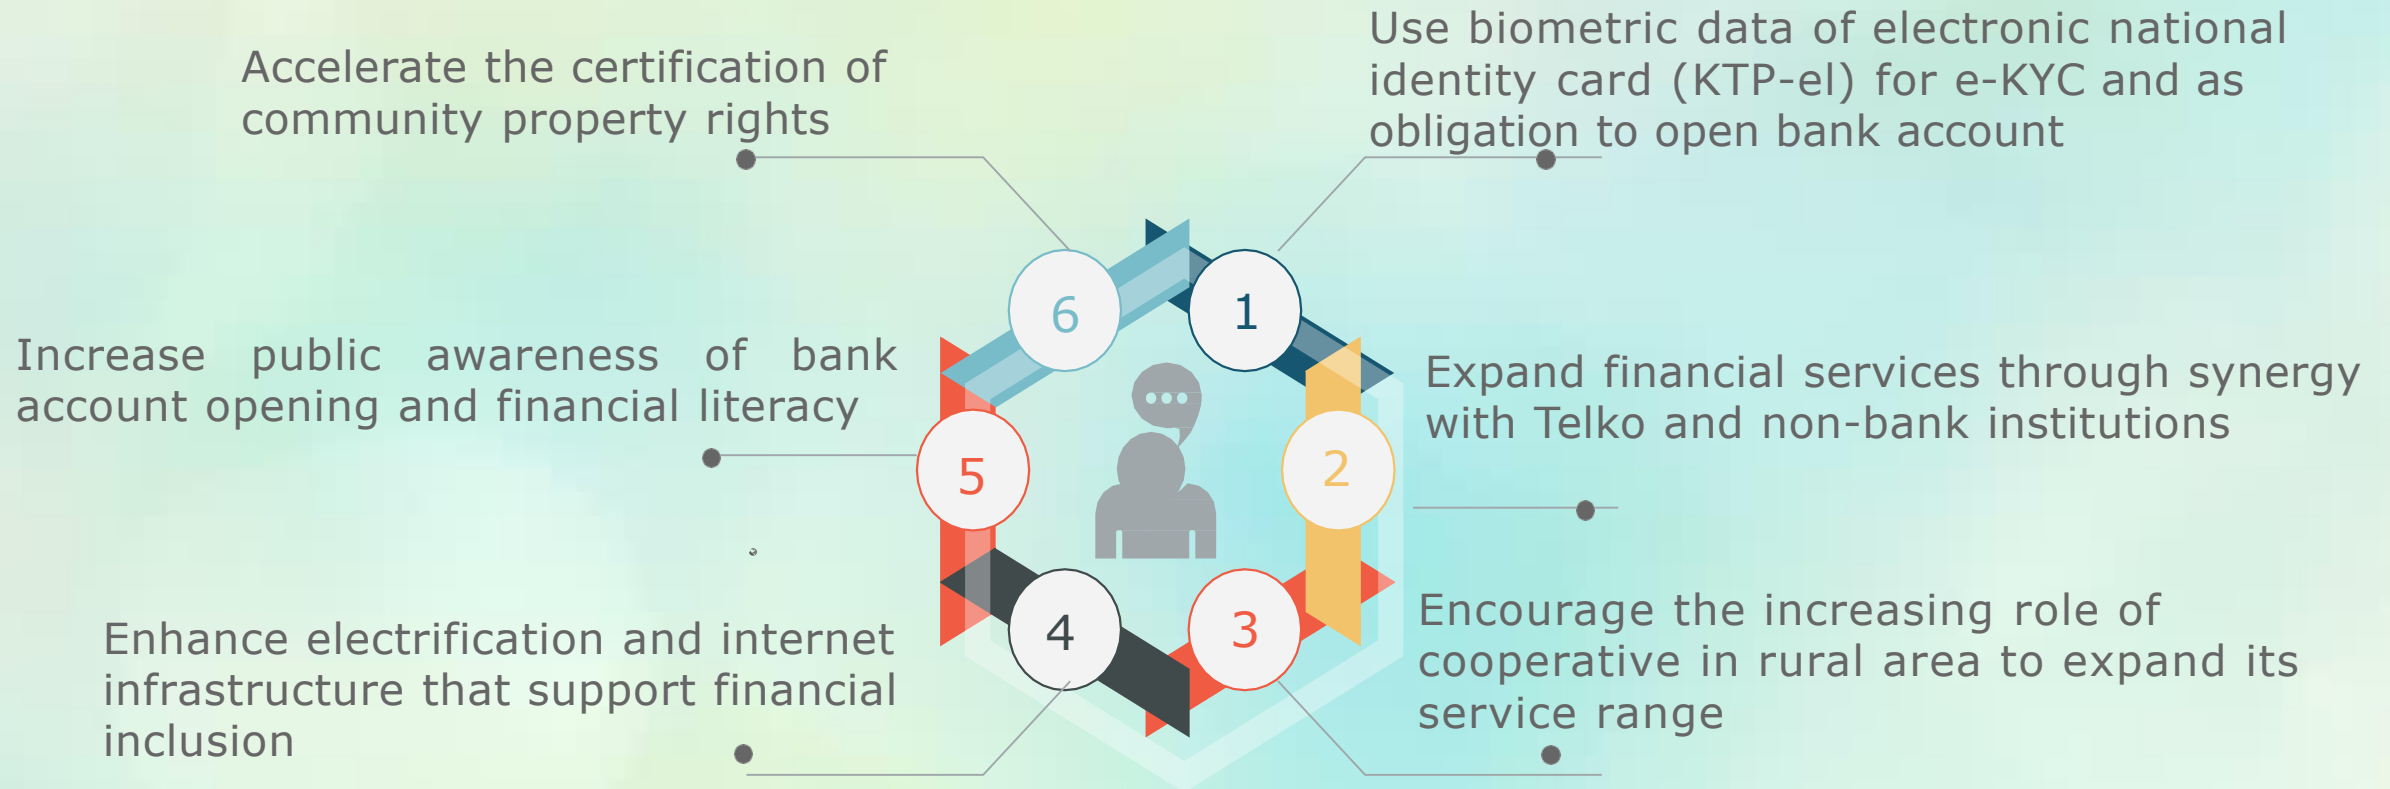 Use biometric data of electronic national
identity card (KTP-el) for e-KYC and as
obligation to open bank account
Accelerate the certification of
community property rights
6
1
Increase public awareness of bank
account opening and financial literacy
Expand financial services through synergy
with Telko and non-bank institutions
5
2
Enhance electrification and internet
infrastructure that support financial
inclusion
4
3
Encourage the increasing role of
cooperative in rural area to expand its
service range